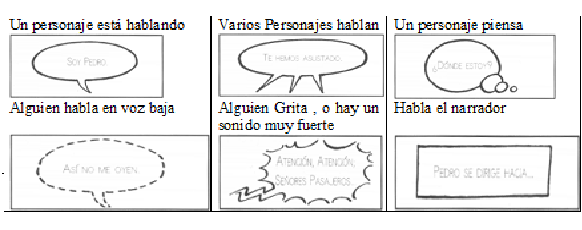 Un personaje está hablando
Varios Personajes hablan
Un personaje piensa
SOY PEDRO.
TE HEMOS ASUSTADO.
¿DÓNDE ESTOY?
Alguien habla en voz baja
Alguien Grita , o hay un
sonido muy fuerte
Habla el narrador
ASÍ NO ME OYEN.
ATENCIÓN, ATENCIÓN,
SEÑORES PASAJEROS...
PEDRO SE DIRIGE HACIA...